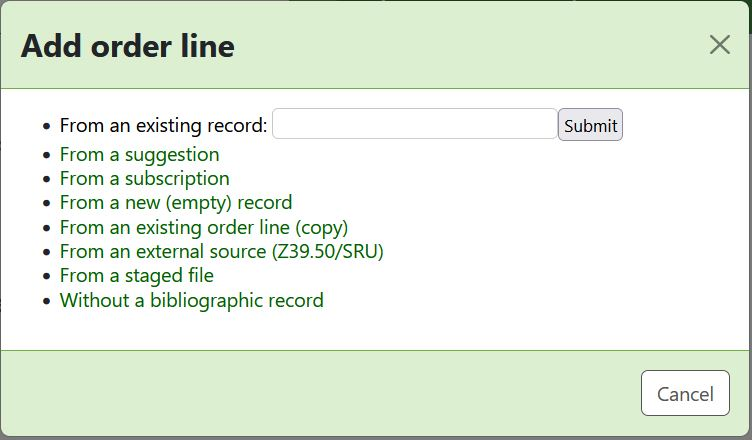 Add order line
From an existing record: Submit
From a suggestion
From a subscription
From a new (empty) record
From an existing order line (copy)
From an external source (Z39.50/SRU)
From a staged file
Without a bibliographic record
Cancel